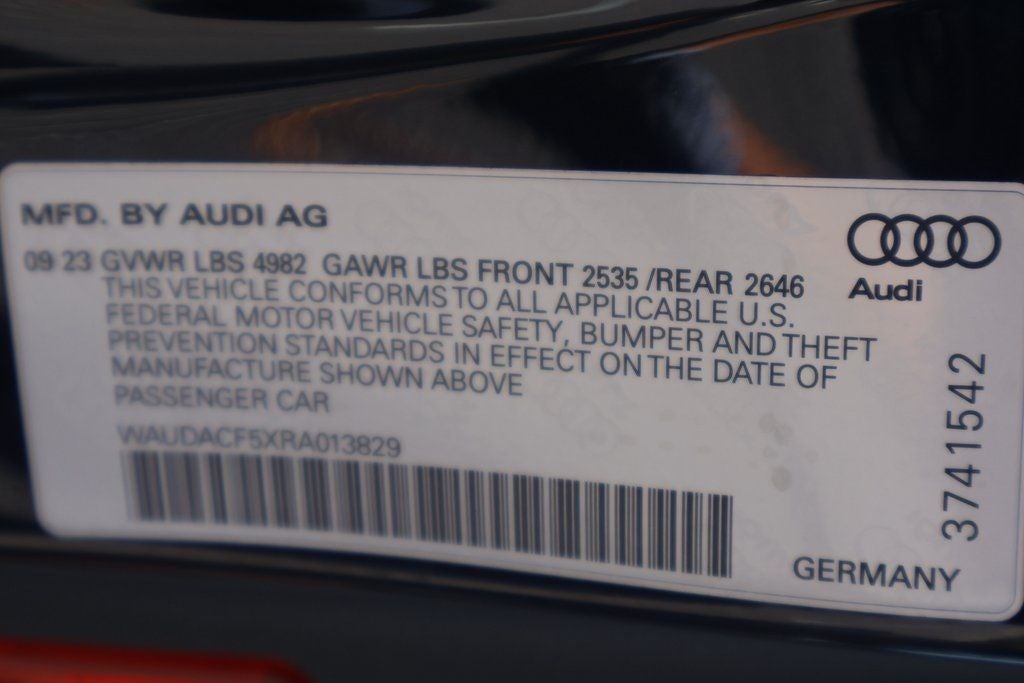 MFD. BY AUDI AG
09 23 GVWR LBS 4982 GAWR LBS FRONT 2535 /REAR 2646
THIS VEHICLE CONFORMS TO ALL APPLICABLE U.S.
FEDERAL MOTOR VEHICLE SAFETY, BUMPER AND THEFT
PREVENTION STANDARDS IN EFFECT ON THE DATE OF
MANUFACTURE SHOWN ABOVE
PASSENGER CAR
WAUDACF5XRA013829
Audi
3741542
GERMANY